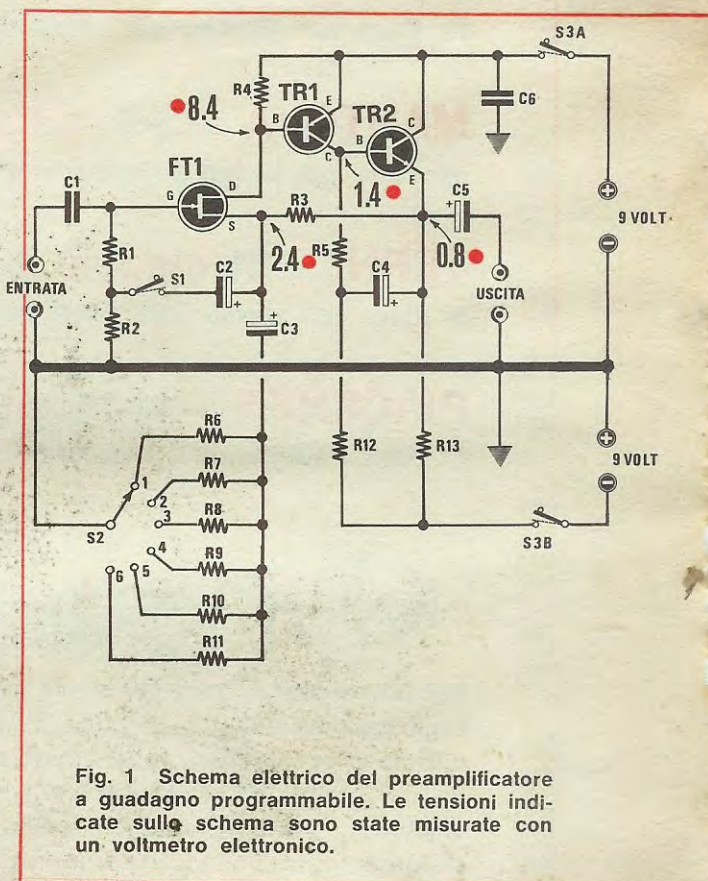 S3A
R4
TR1
E
8.4
B
C
TR2
C
B
E
C6
FT1
C1
G
D
S
R3
1.4
C5
+
+
9 VOLT
−
R1
2.4
R5
0.8
ENTRATA
S1
C2
+
C4
+
USCITA
R2
+
C3
R6
R12
R13
+
9 VOLT
−
1
R7
2
R8
3
S2
S3B
4
R9
6
5
R10
R11
Fig. 1 Schema elettrico del preamplificatore
a guadagno programmabile. Le tensioni indi-
cate sullo schema sono state misurate con
un voltmetro elettronico.